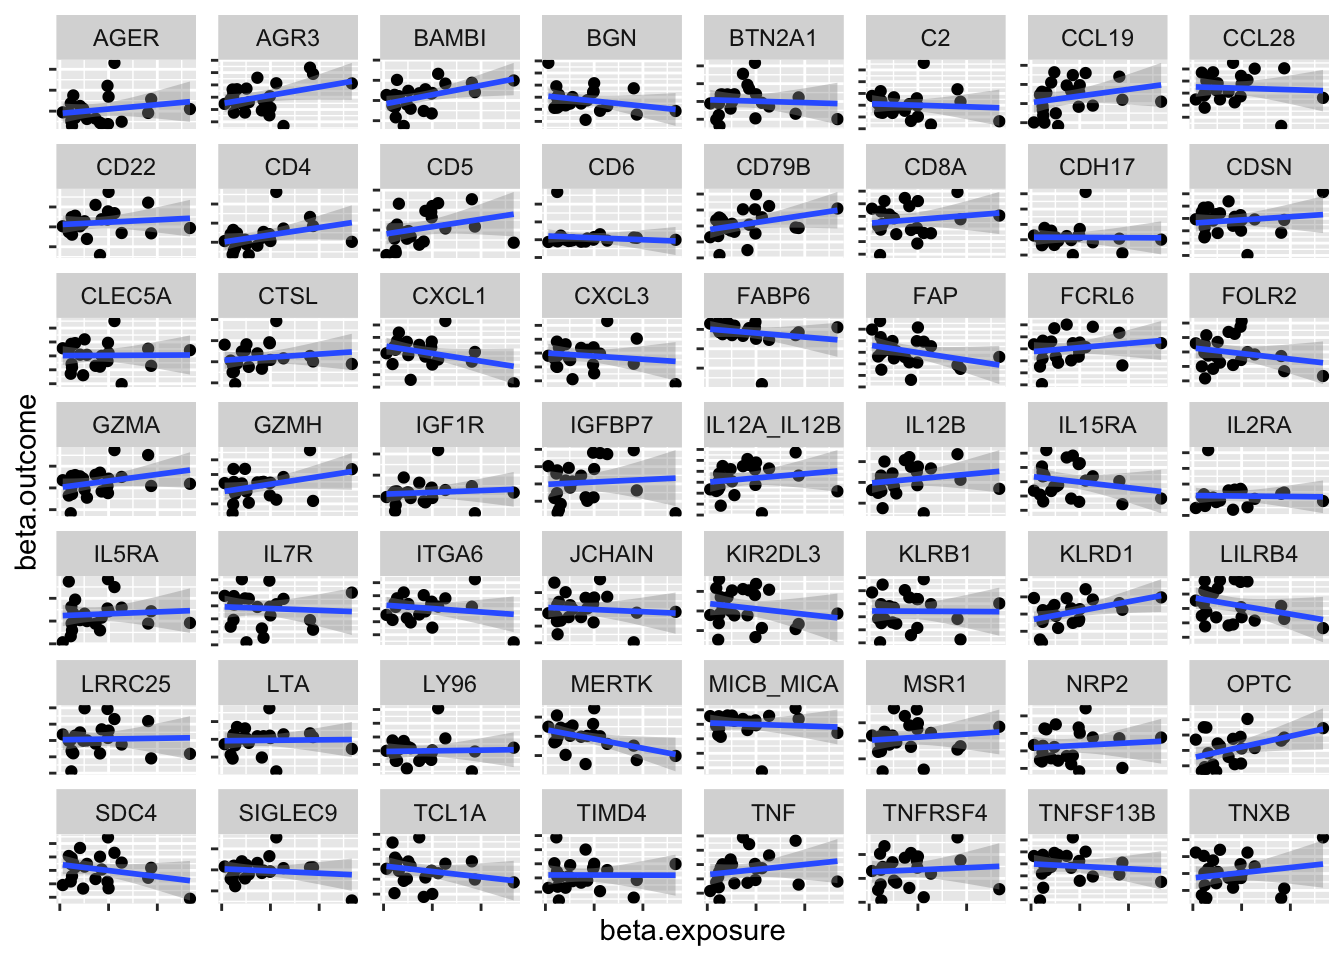 AGER AGR3 BAMBI BGN BTN2A1 C2 CCL19 CCL28
CD22 CD4 CD5 CD6 CD79B CD8A CDH17 CDSN
CLEC5A CTSL CXCL1 CXCL3 FABP6 FAP FCRL6 FOLR2
GZMA GZMH IGF1R IGFBP7 IL12A_IL12B IL12B IL15RA IL2RA
IL5RA IL7R ITGA6 JCHAIN KIR2DL3 KLRB1 KLRD1 LILRB4
LRRC25 LTA LY96 MERTK MICB_MICA MSR1 NRP2 OPTC
SDC4 SIGLEC9 TCL1A TIMD4 TNF TNFRSF4 TNFSF13B TNXB
beta.outcome
beta.exposure